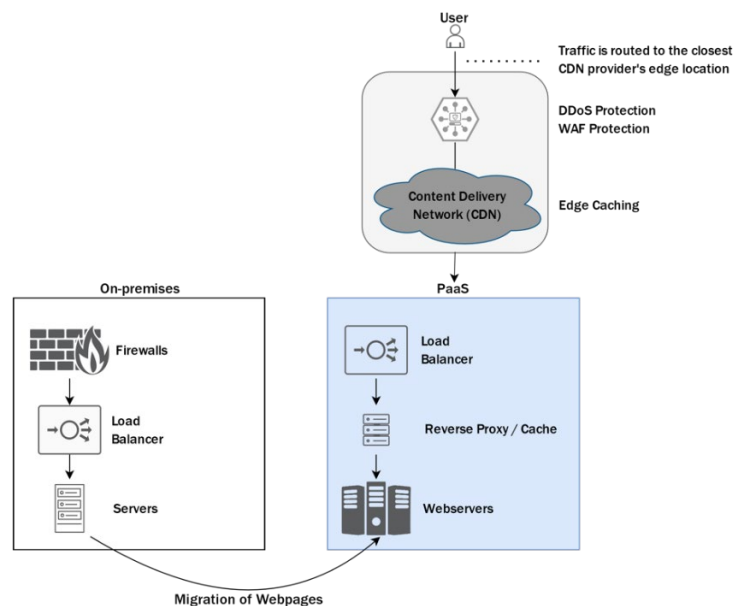 User
Traffic is routed to the closest
CDN provider's edge location
DDoS Protection
WAF Protection
Content Delivery
Network (CDN)
Edge Caching
On-premises
PaaS
Firewalls
Load
Balancer
Load
Balancer
Reverse Proxy / Cache
Servers
Webservers
Migration of Webpages